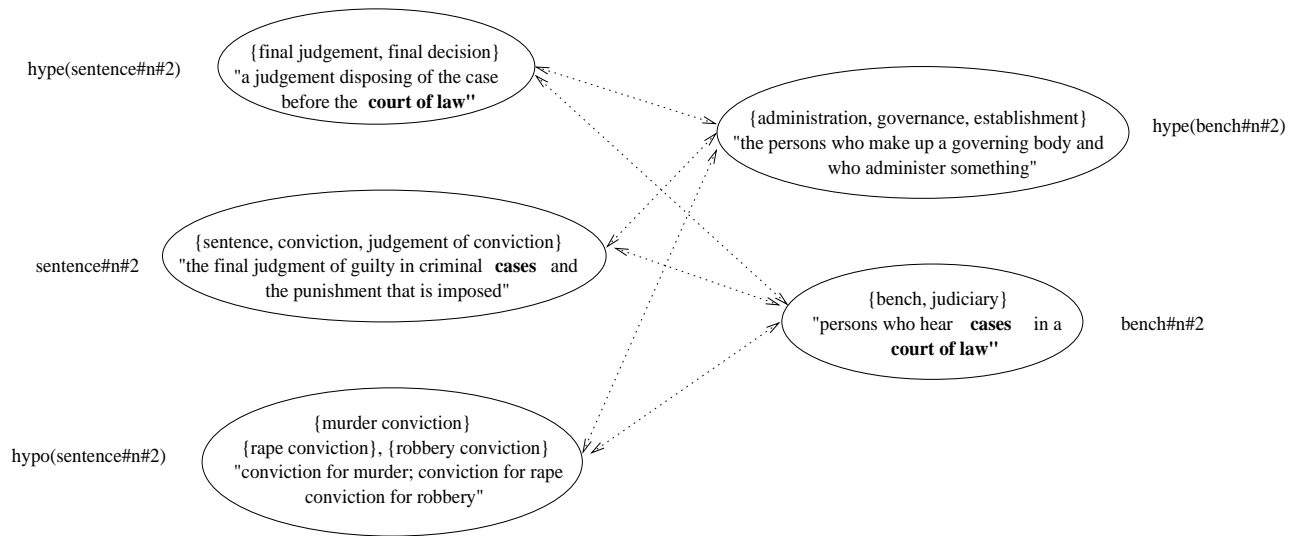 hype(sentence#n#2)
{final judgement, final decision}
"a judgement disposing of the case
before the court of law"
{administration, governance, establishment}
"the persons who make up a governing body and
who administer something"
hype(bench#n#2)
sentence#n#2
{sentence, conviction, judgement of conviction}
"the final judgment of guilty in criminal cases and
the punishment that is imposed"
{bench, judiciary}
"persons who hear cases in a
court of law"
bench#n#2
hypo(sentence#n#2)
{murder conviction}
{rape conviction}, {robbery conviction}
"conviction for murder; conviction for rape
conviction for robbery"